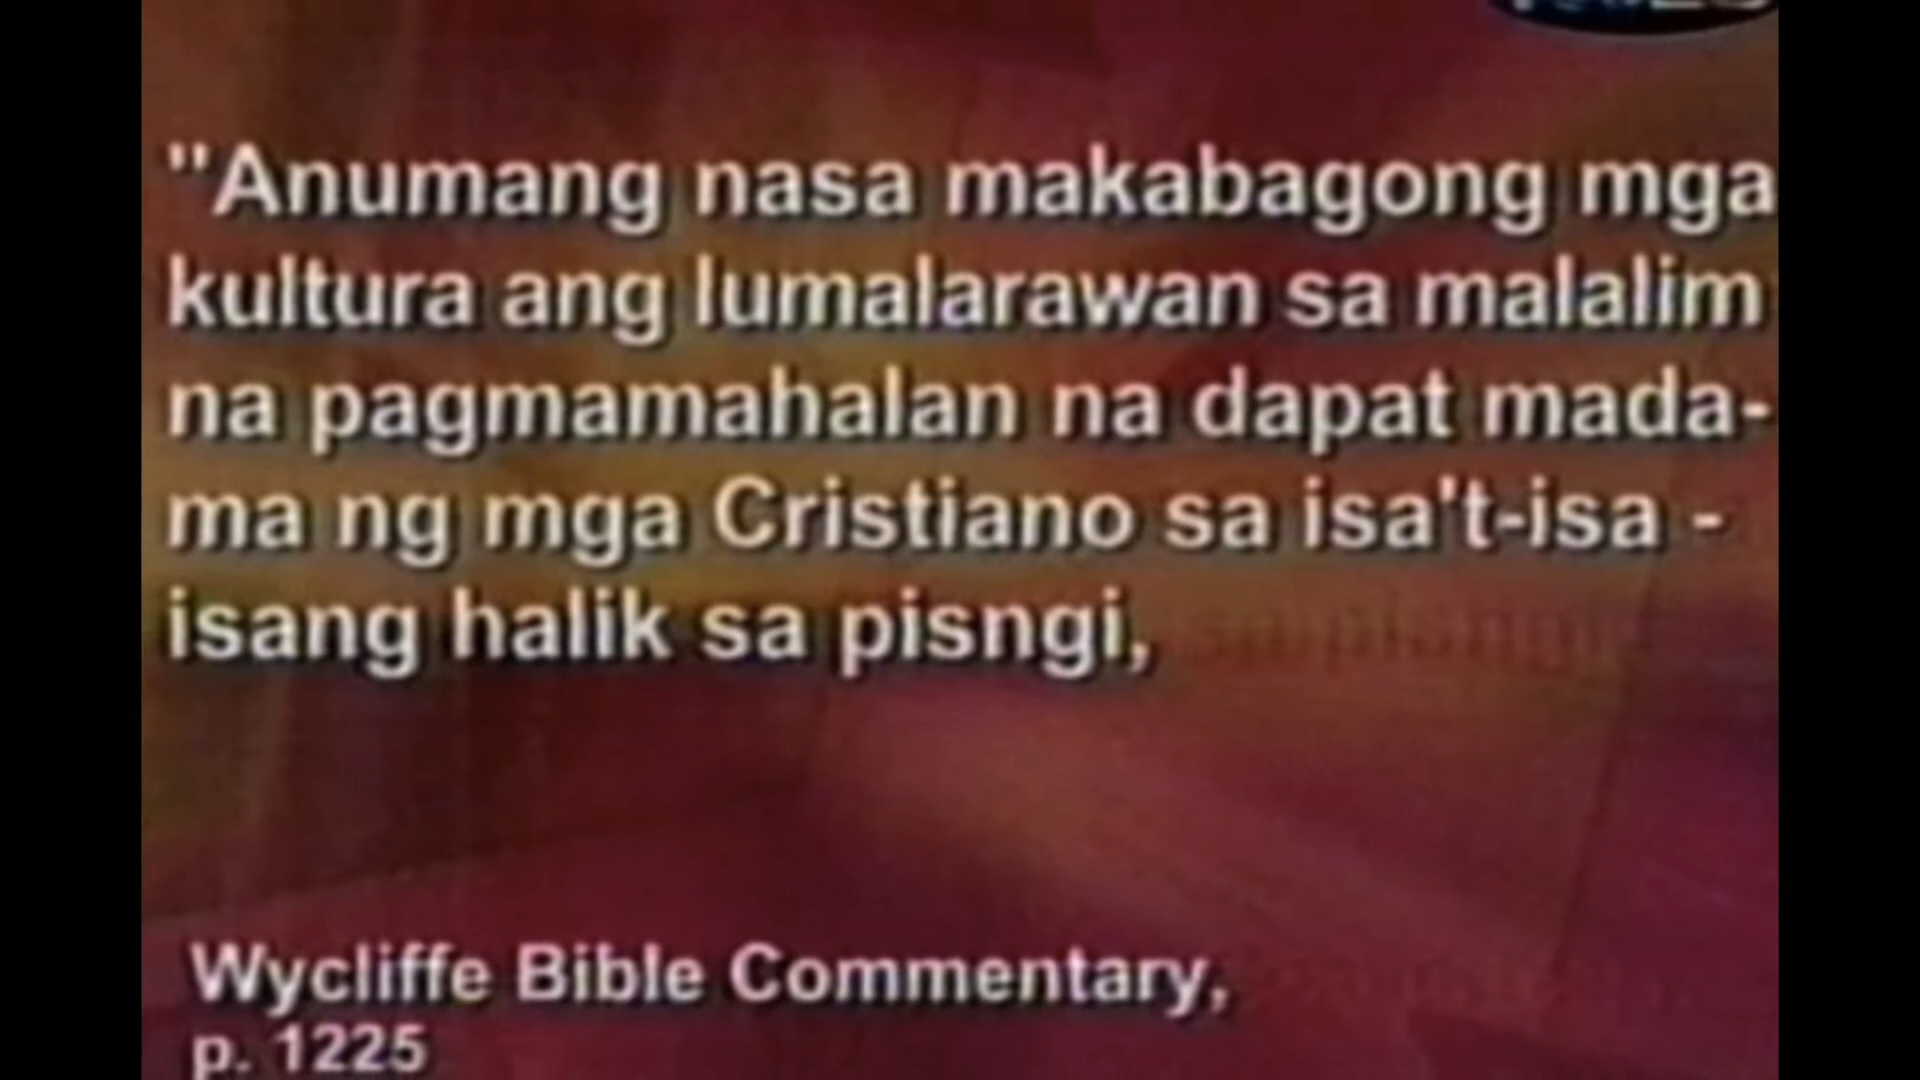 "Anumang nasa makabagong mga
kultura ang lumalarawan sa malalim
na pagmamahalan na dapat mada-
ma ng mga Cristiano sa isa't-isa -
isang halik sa pisngi,
Wycliffe Bible Commentary,
p. 1225